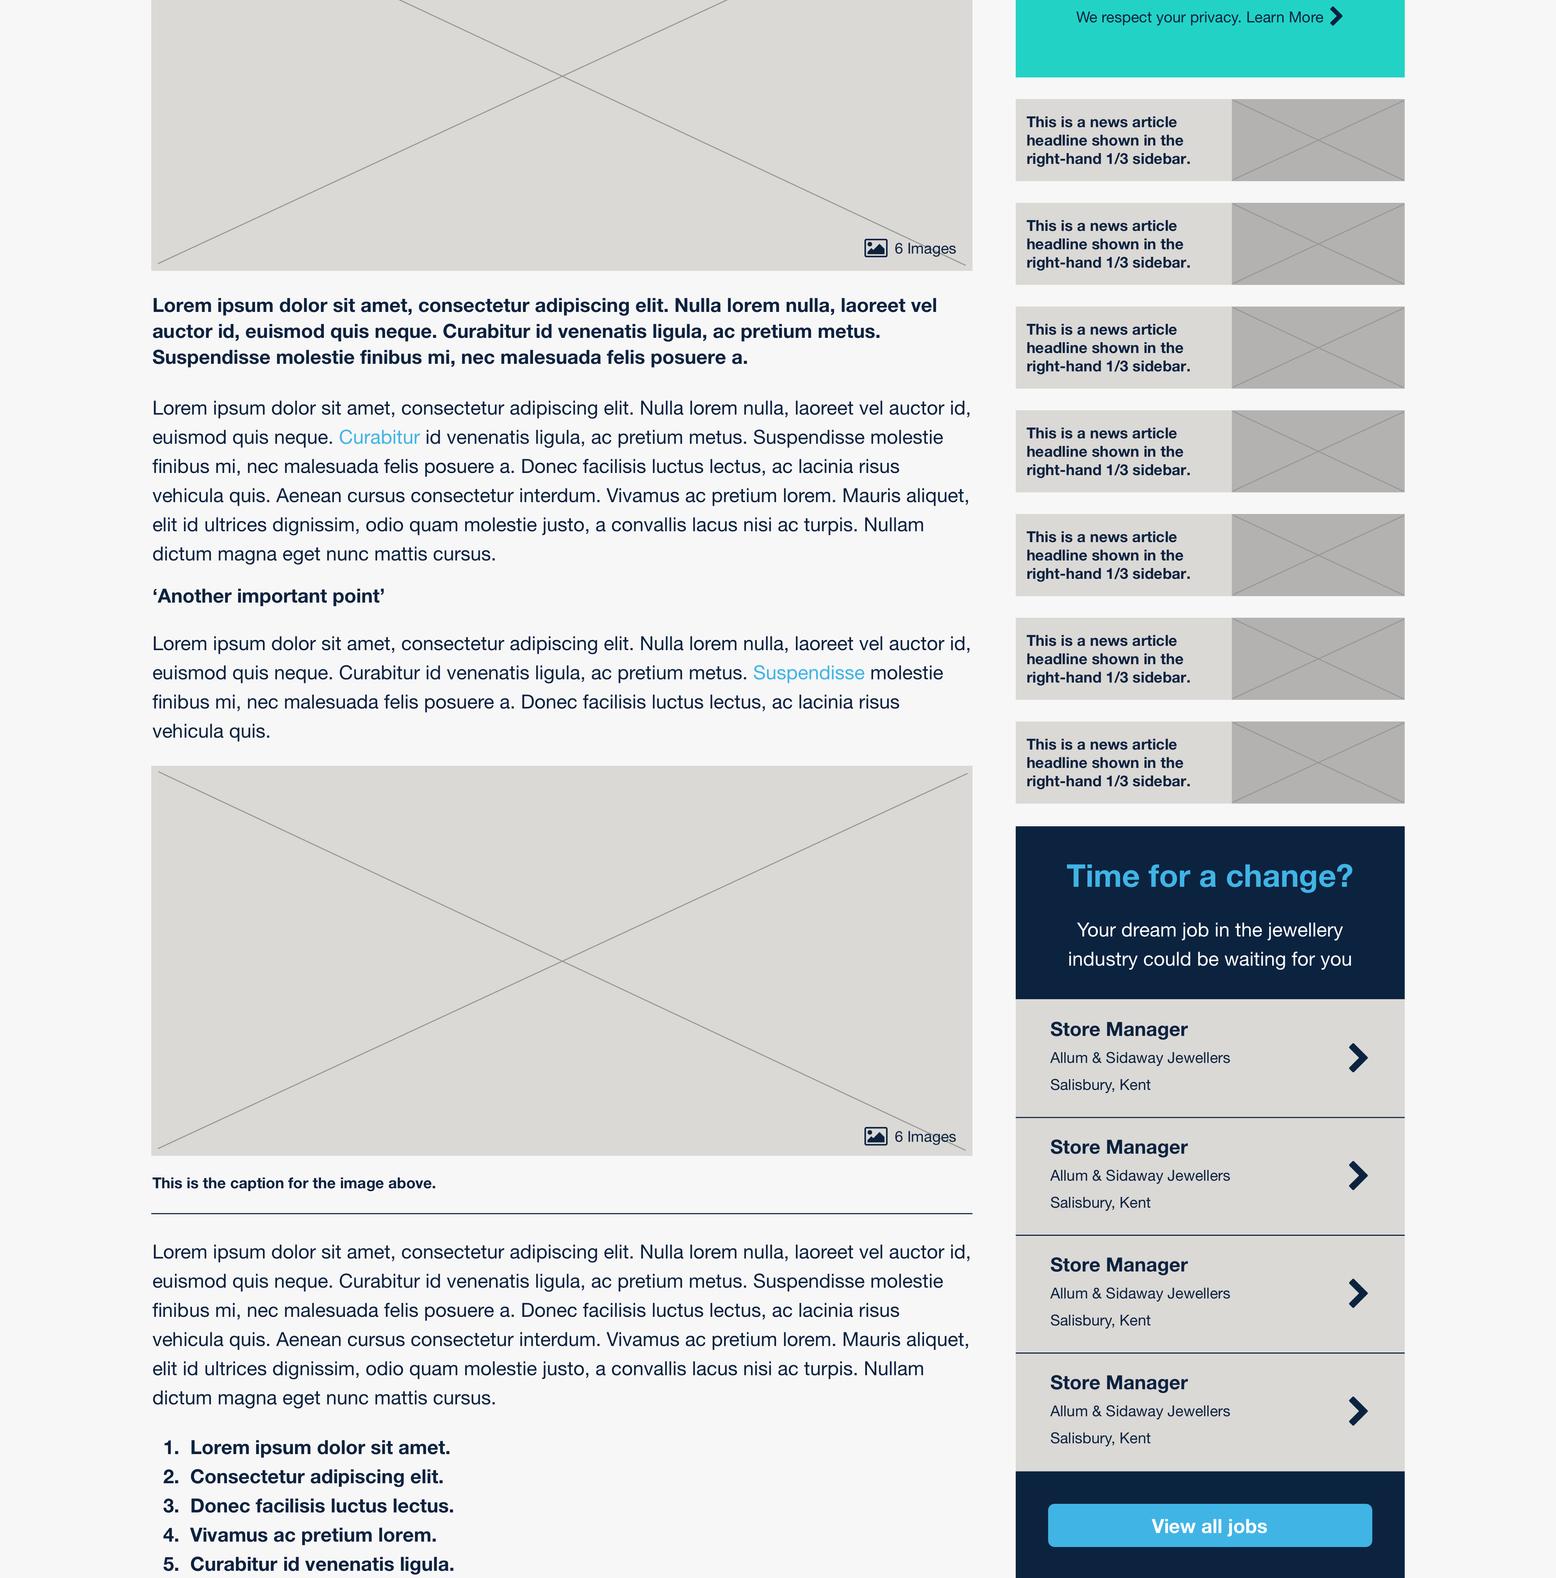 6 Images
Lorem ipsum dolor sit amet, consectetur adipiscing elit. Nulla lorem nulla, laoreet vel
auctor id, euismod quis neque. Curabitur id venenatis ligula, ac pretium metus.
Suspendisse molestie finibus mi, nec malesuada felis posuere a.
Lorem ipsum dolor sit amet, consectetur adipiscing elit. Nulla lorem nulla, laoreet vel auctor id,
euismod quis neque. Curabitur id venenatis ligula, ac pretium metus. Suspendisse molestie
finibus mi, nec malesuada felis posuere a. Donec facilisis luctus lectus, ac lacinia risus
vehicula quis. Aenean cursus consectetur interdum. Vivamus ac pretium lorem. Mauris aliquet,
elit id ultrices dignissim, odio quam molestie justo, a convallis lacus nisi ac turpis. Nullam
dictum magna eget nunc mattis cursus.
‘Another important point’
Lorem ipsum dolor sit amet, consectetur adipiscing elit. Nulla lorem nulla, laoreet vel auctor id,
euismod quis neque. Curabitur id venenatis ligula, ac pretium metus. Suspendisse molestie
finibus mi, nec malesuada felis posuere a. Donec facilisis luctus lectus, ac lacinia risus
vehicula quis.
6 Images
This is the caption for the image above.
Lorem ipsum dolor sit amet, consectetur adipiscing elit. Nulla lorem nulla, laoreet vel auctor id,
euismod quis neque. Curabitur id venenatis ligula, ac pretium metus. Suspendisse molestie
finibus mi, nec malesuada felis posuere a. Donec facilisis luctus lectus, ac lacinia risus
vehicula quis. Aenean cursus consectetur interdum. Vivamus ac pretium lorem. Mauris aliquet,
elit id ultrices dignissim, odio quam molestie justo, a convallis lacus nisi ac turpis. Nullam
dictum magna eget nunc mattis cursus.
1. Lorem ipsum dolor sit amet.
2. Consectetur adipiscing elit.
3. Donec facilisis luctus lectus.
4. Vivamus ac pretium lorem.
5. Curabitur id venenatis ligula.
We respect your privacy. Learn More
This is a news article
headline shown in the
right-hand 1/3 sidebar.
This is a news article
headline shown in the
right-hand 1/3 sidebar.
This is a news article
headline shown in the
right-hand 1/3 sidebar.
This is a news article
headline shown in the
right-hand 1/3 sidebar.
This is a news article
headline shown in the
right-hand 1/3 sidebar.
This is a news article
headline shown in the
right-hand 1/3 sidebar.
This is a news article
headline shown in the
right-hand 1/3 sidebar.
Time for a change?
Your dream job in the jewellery
industry could be waiting for you
Store Manager
Allum & Sidaway Jewellers
Salisbury, Kent
Store Manager
Allum & Sidaway Jewellers
Salisbury, Kent
Store Manager
Allum & Sidaway Jewellers
Salisbury, Kent
Store Manager
Allum & Sidaway Jewellers
Salisbury, Kent
View all jobs